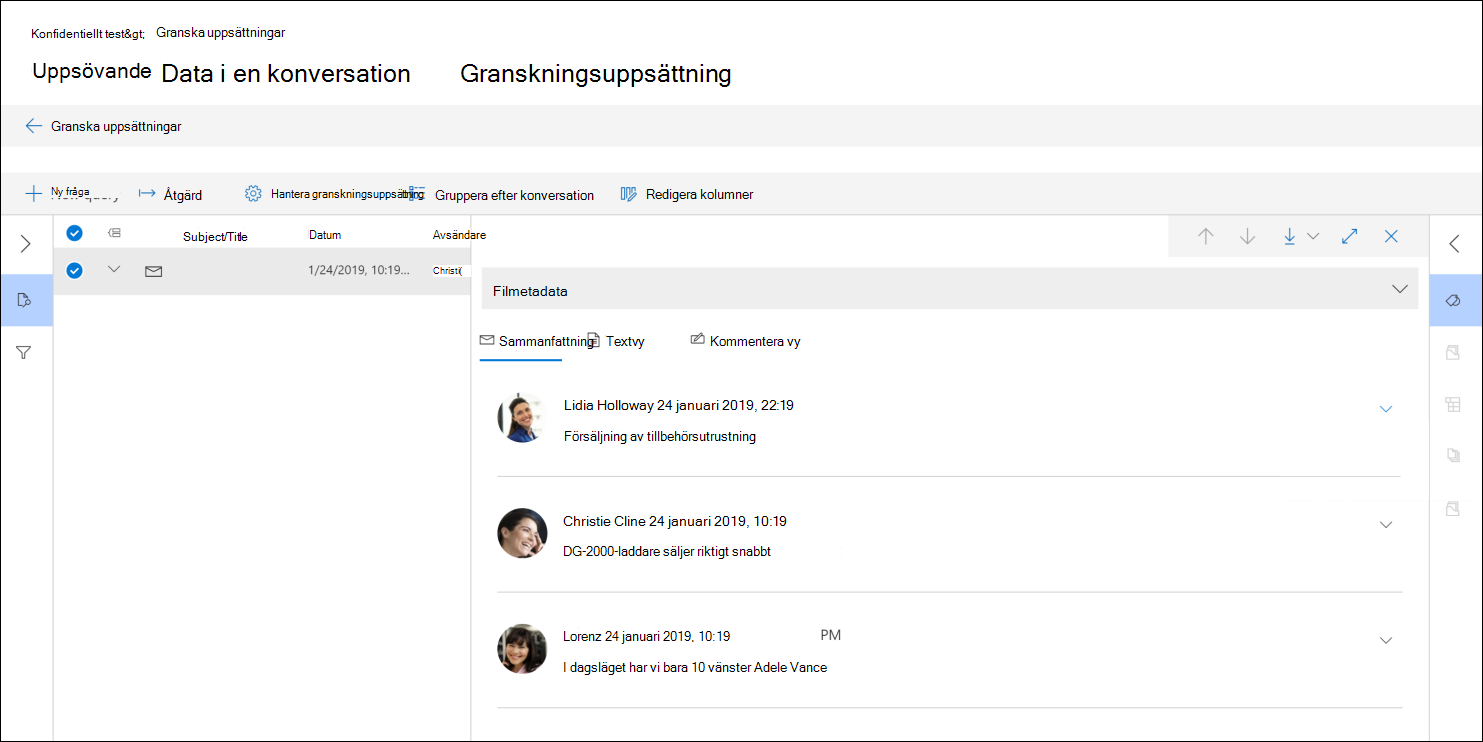 Konfidentiellt test&gt; Granska uppsättningar
Uppsövande Data i en konversation Granskningsuppsättning
Granska uppsättningar
Ny fråga Åtgärd Hantera granskningsuppsättning Gruppera efter konversation Redigera kolumner
Subject/Title Datum Avsändare
1/24/2019, 10:19... Christi(
Filmetadata
Sammanfattning Textvy Kommentera vy
Lidia Holloway 24 januari 2019, 22:19
Försäljning av tillbehörsutrustning
Christie Cline 24 januari 2019, 10:19
DG-2000-laddare säljer riktigt snabbt
Lorenz 24 januari 2019, 10:19 PM
I dagsläget har vi bara 10 vänster Adele Vance